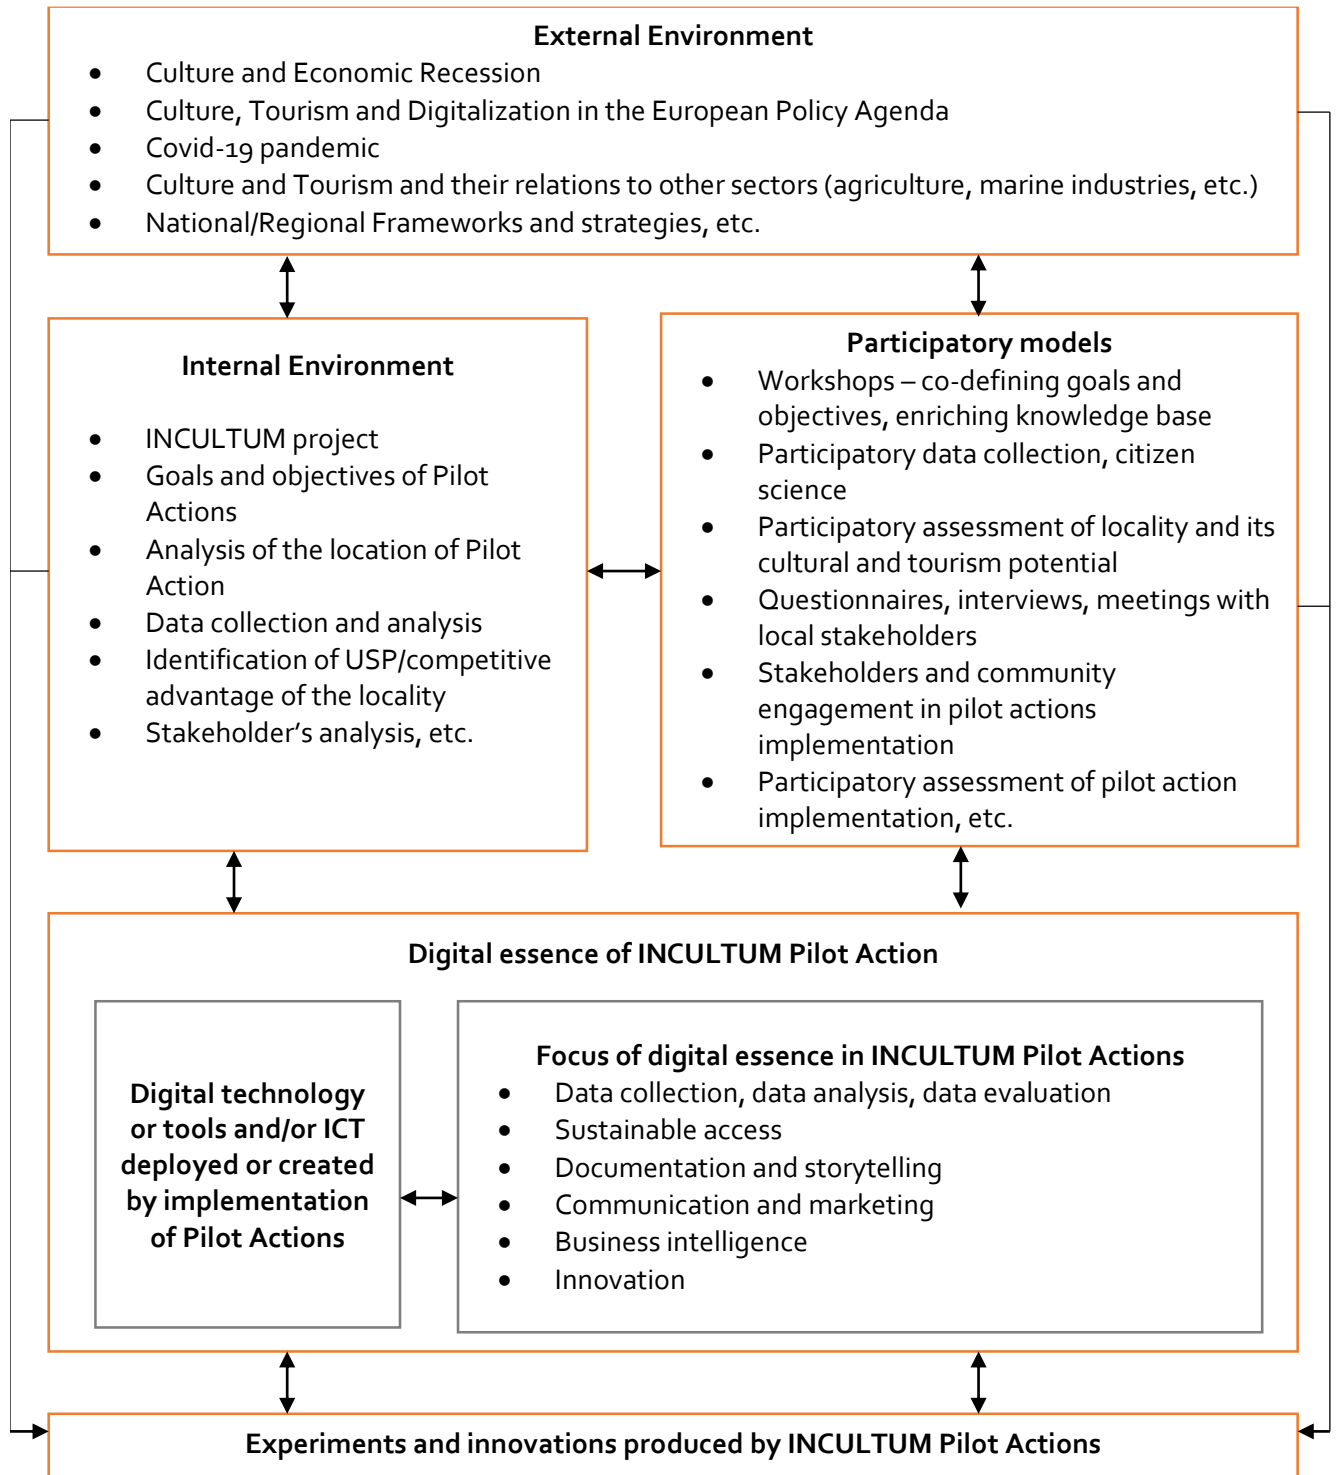 External Environment
• Culture and Economic Recession
• Culture, Tourism and Digitalization in the European Policy Agenda
• Covid-19 pandemic
• Culture and Tourism and their relations to other sectors (agriculture, marine industries, etc.)
• National/Regional Frameworks and strategies, etc.
Internal Environment
• INCULTUM project
• Goals and objectives of Pilot
Actions
• Analysis of the location of Pilot
Action
• Data collection and analysis
• Identification of USP/competitive
advantage of the locality
• Stakeholder’s analysis, etc.
Participatory models
• Workshops – co-defining goals and
objectives, enriching knowledge base
• Participatory data collection, citizen
science
• Participatory assessment of locality and its
cultural and tourism potential
• Questionnaires, interviews, meetings with
local stakeholders
• Stakeholders and community
engagement in pilot actions
implementation
• Participatory assessment of pilot action
implementation, etc.
Digital essence of INCULTUM Pilot Action
Digital technology
or tools and/or ICT
deployed or created
by implementation
of Pilot Actions
Focus of digital essence in INCULTUM Pilot Actions
• Data collection, data analysis, data evaluation
• Sustainable access
• Documentation and storytelling
• Communication and marketing
• Business intelligence
• Innovation
Experiments and innovations produced by INCULTUM Pilot Actions